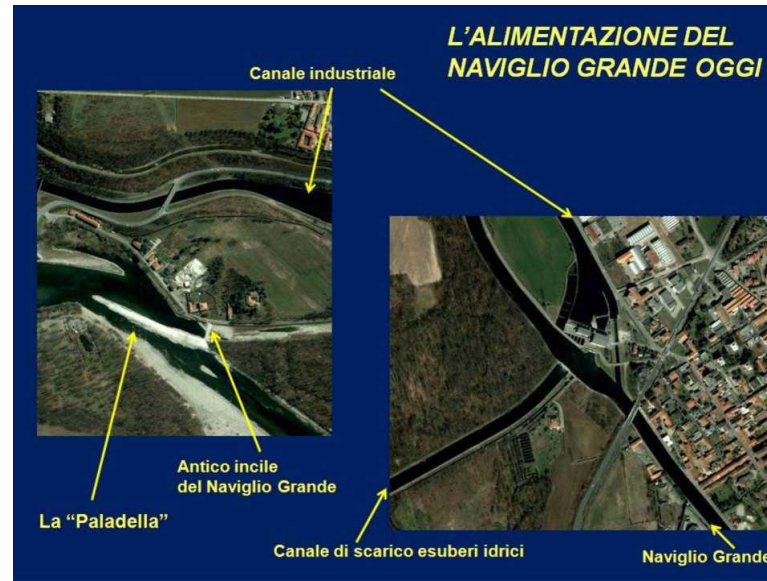 L'ALIMENTAZIONE DEL
NAVIGLIO GRANDE OGGI
Canale industriale
Antico incile
del Naviglio Grande
La “Paladella”
Canale di scarico esuberi idrici
Naviglio Grande